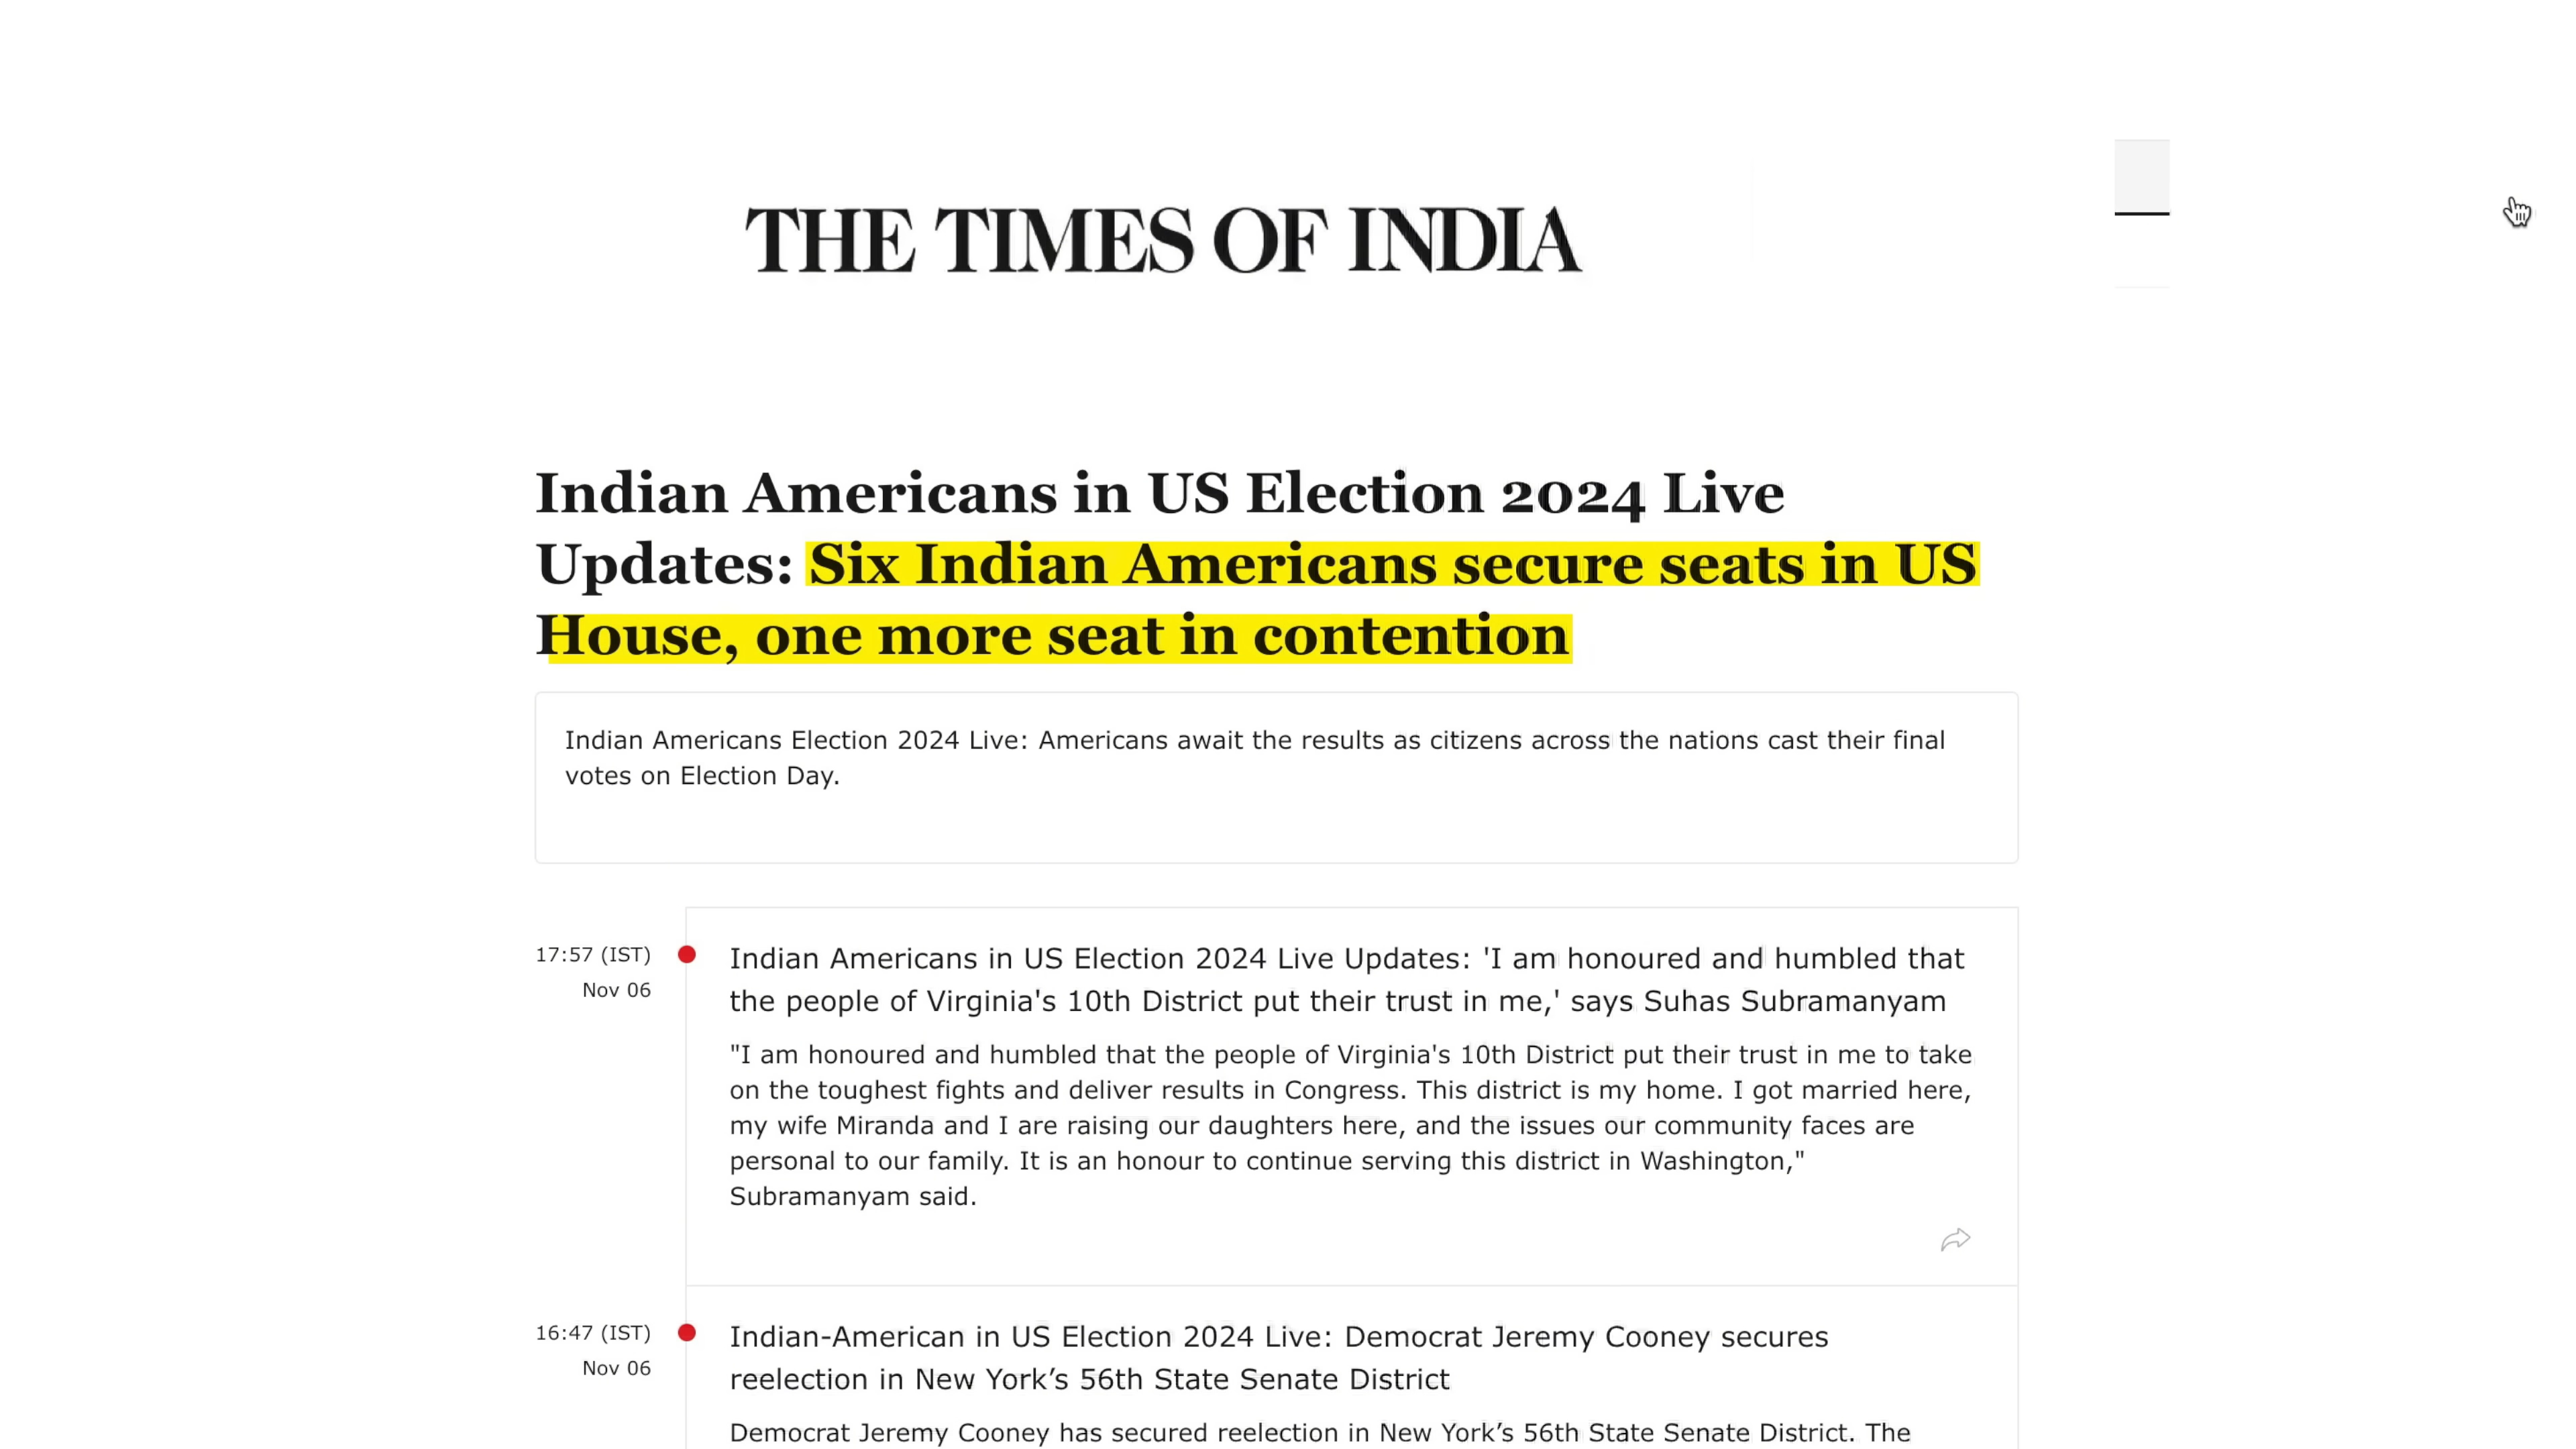 THE TIMES OF INDIA
Indian Americans in US Election 2024 Live
Updates: Six Indian Americans secure seats in US
House, one more seat in contention
Indian Americans Election 2024 Live: Americans await the results as citizens across the nations cast their final
votes on Election Day.
17:57 (IST)
Nov 06
Indian Americans in US Election 2024 Live Updates: 'I am honoured and humbled that
the people of Virginia's 10th District put their trust in me,' says Suhas Subramanyam
"I am honoured and humbled that the people of Virginia's 10th District put their trust in me to take
on the toughest fights and deliver results in Congress. This district is my home. I got married here,
my wife Miranda and I are raising our daughters here, and the issues our community faces are
personal to our family. It is an honour to continue serving this district in Washington,"
Subramanyam said.
16:47 (IST)
Nov 06
Indian-American in US Election 2024 Live: Democrat Jeremy Cooney secures
reelection in New York’s 56th State Senate District
Democrat Jeremy Cooney has secured reelection in New York’s 56th State Senate District. The